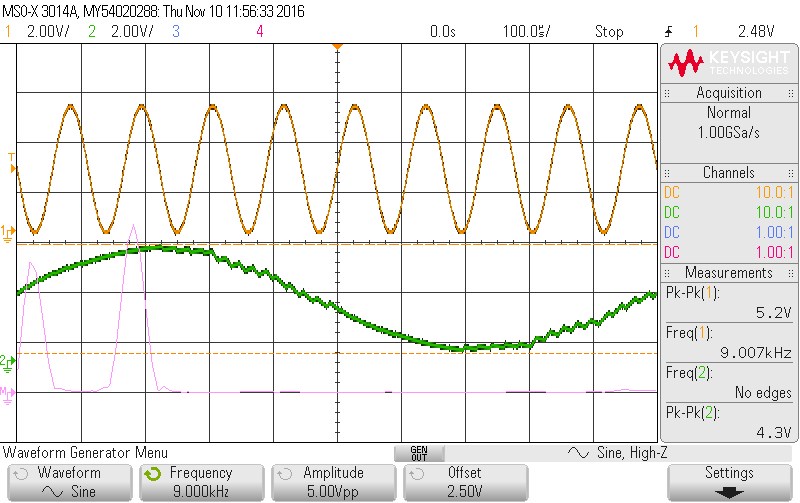 MSO-X 3014A, MY54020288: Thu Nov 10 11:56:33 2016
1 2.00V/ 2 2.00V/ 3 4 0.0s 100.0us/ Stop 1 2.48V
KEYSIGHT
TECHNOLOGIES
Acquisition
Normal
1.00GSa/s
Channels
DC 10.0:1
DC 10.0:1
DC 1.00:1
DC 1.00:1
Measurements
Pk-Pk(1):
5.2V
Freq(1):
9.007kHz
Freq(2):
No edges
Pk-Pk(2):
4.3V
T
1
2
M
Waveform Generator Menu
GEN
OUT
Sine, High-Z
Waveform
Sine
Frequency
9.000kHz
Amplitude
5.00Vpp
Offset
2.50V
Settings